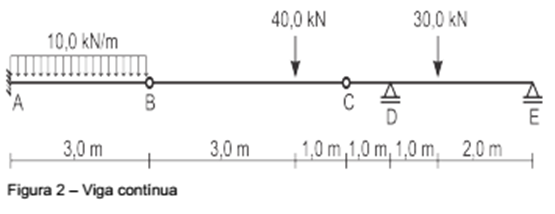 40,0 kN 30,0 kN
10,0 kN/m
A B C D E
3,0 m 3,0 m 1,0 m 1,0 m 1,0 m 2,0 m
Figura 2 – Viga contínua